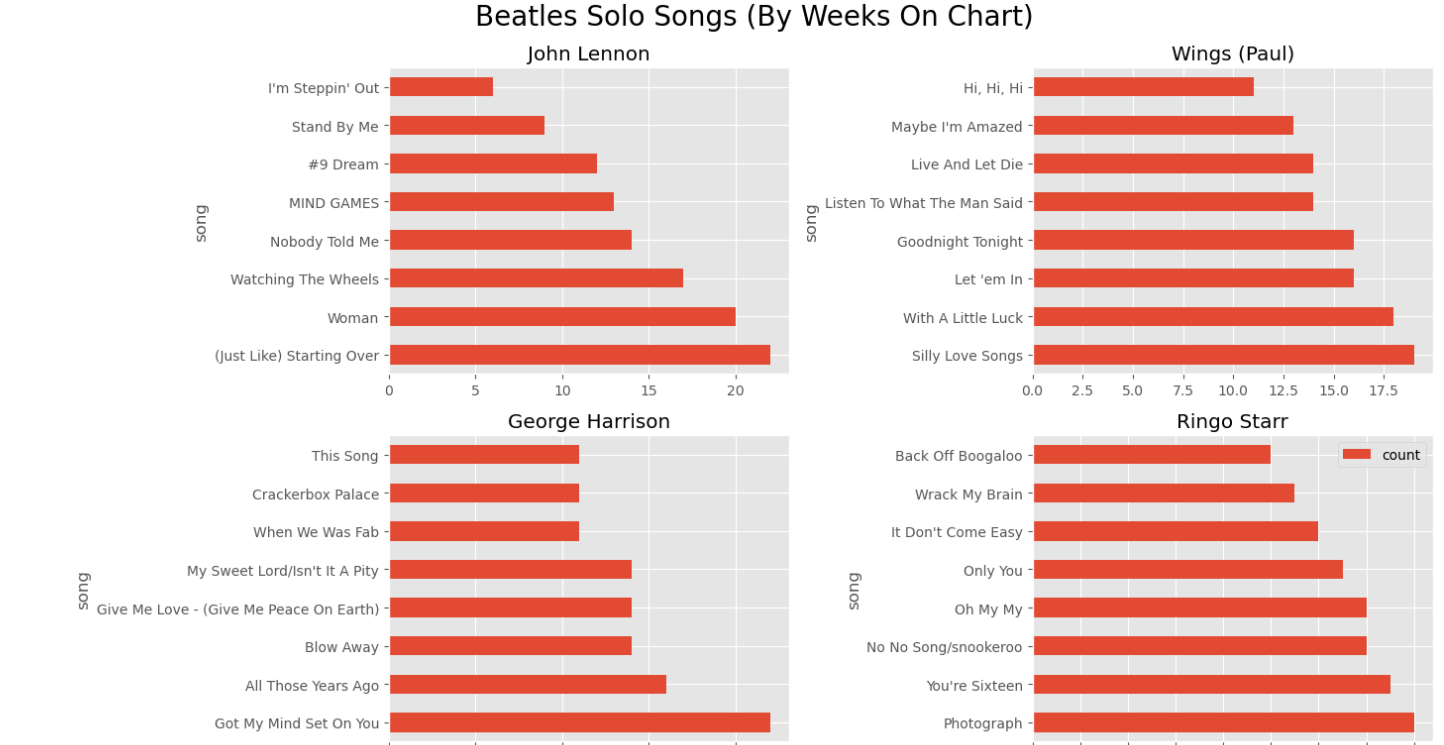 Beatles Solo Songs (By Weeks On Chart)
John Lennon
song
I'm Steppin' Out
Stand By Me
#9 Dream
MIND GAMES
Nobody Told Me
Watching The Wheels
Woman
(Just Like) Starting Over
0 5 10 15 20
Wings (Paul)
song
Hi, Hi, Hi
Maybe I'm Amazed
Live And Let Die
Listen To What The Man Said
Goodnight Tonight
Let 'em In
With A Little Luck
Silly Love Songs
0.0 2.5 5.0 7.5 10.0 12.5 15.0 17.5
George Harrison
song
This Song
Crackerbox Palace
When We Was Fab
My Sweet Lord/Isn't It A Pity
Give Me Love - (Give Me Peace On Earth)
Blow Away
All Those Years Ago
Got My Mind Set On You
Ringo Starr
count
song
Back Off Boogaloo
Wrack My Brain
It Don't Come Easy
Only You
Oh My My
No No Song/snookeroo
You're Sixteen
Photograph